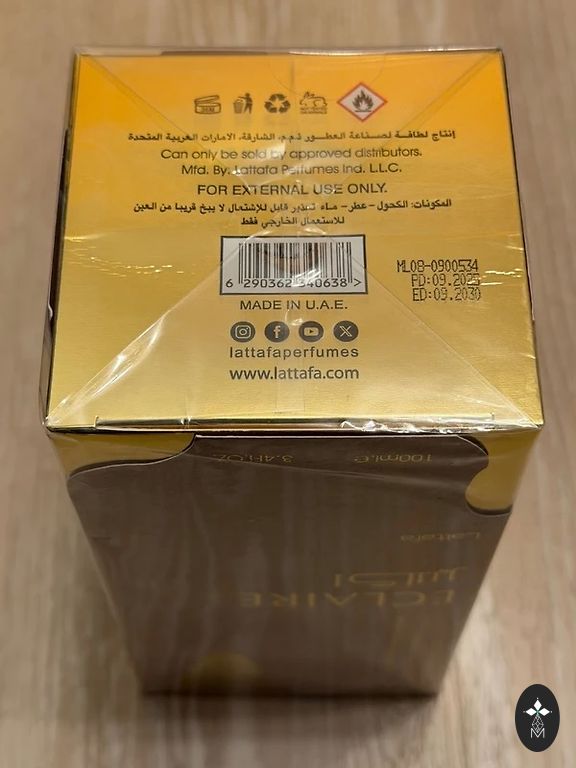 إنتاج لطافة لصناعة العطور ذ.م.م. الشارقة، الامارات العربية المتحدة
Can only be sold by approved distributors.
Mfd. By. Lattafa Perfumes Ind. L.L.C.
FOR EXTERNAL USE ONLY.
المكونات: الكحول - عطر - ماء تحذير قابل للإشتعال لا يبخ قريبا من العين
للاستعمال الخارجي فقط
ML08-0900534
PD:09.2025
ED:09.2030
6 290362 340638 >
MADE IN U.A.E.
lattafaperfumes
www.lattafa.com
100ml.e 3.4Fl.OZ
Lattafa
إكلير
ECLAIRE
M